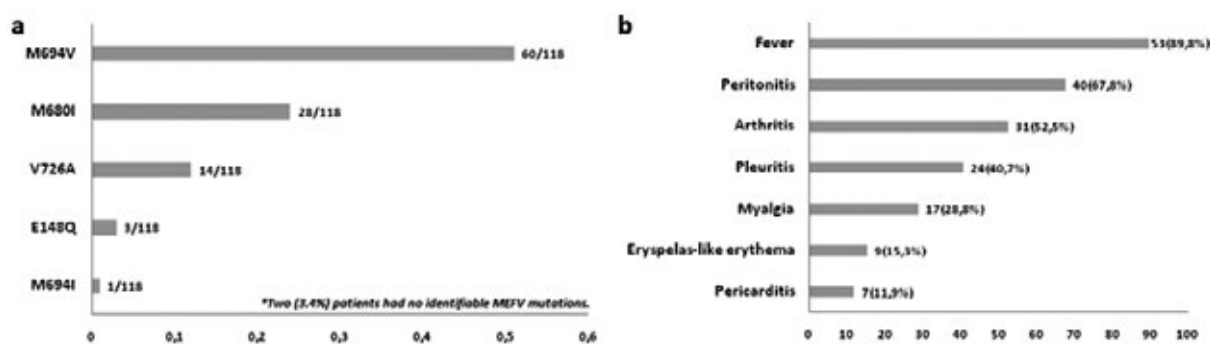 a
M694V 60/118
M680I 28/118
V726A 14/118
E148Q 3/118
M694I 1/118
*Two (3.4%) patients had no identifiable MEFV mutations.
0 0,1 0,2 0,3 0,4 0,5 0,6
b
Fever 53(89,8%)
Peritonitis 40(67,8%)
Arthritis 31(52,5%)
Pleuritis 24(40,7%)
Myalgia 17(28,8%)
Eryspelas-like erythema 9(15,3%)
Pericarditis 7(11,9%)
0 10 20 30 40 50 60 70 80 90 100